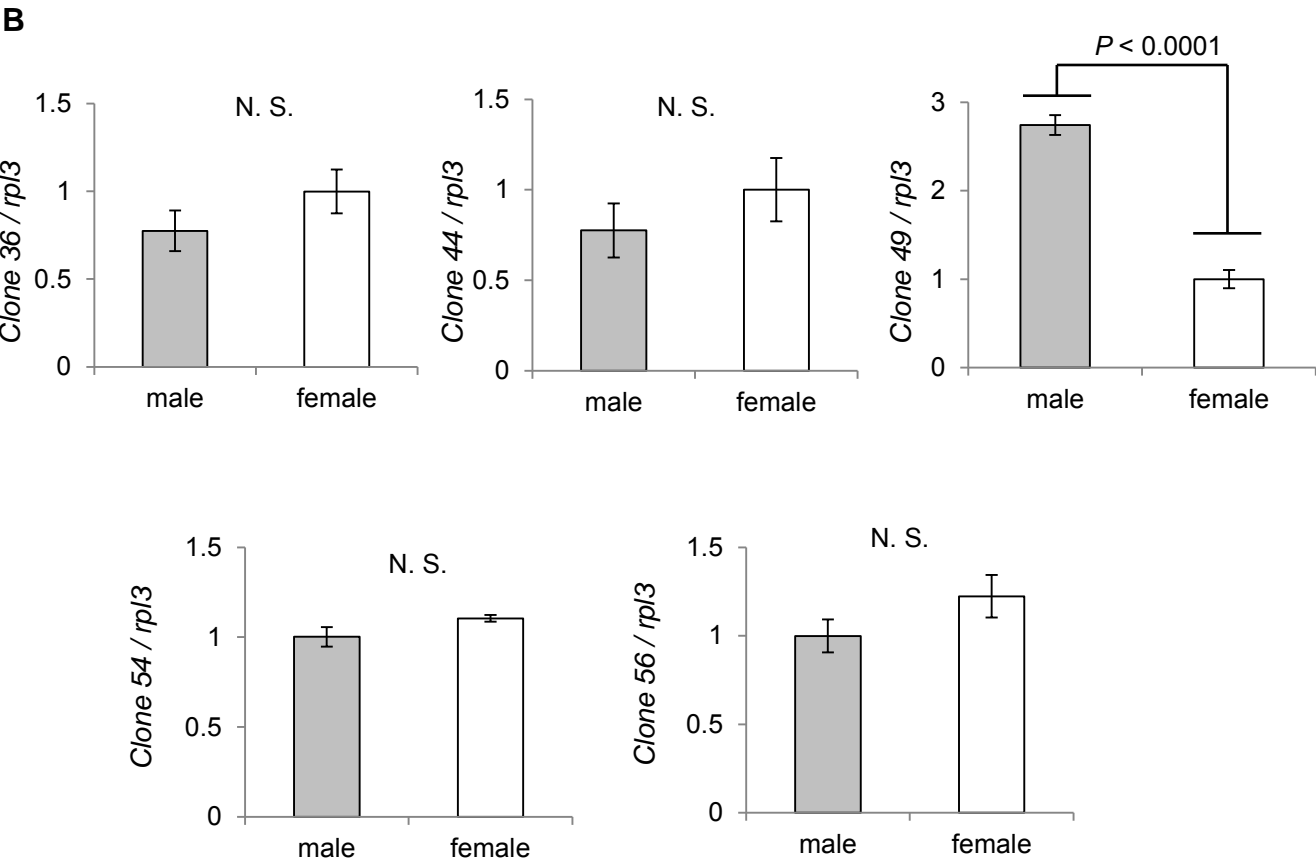 B
Clone 36 / rpl3
1.5
1
0.5
0
N. S.
male female
Clone 44 / rpl3
1.5
1
0.5
0
N. S.
male female
Clone 49 / rpl3
3
2
1
0
P < 0.0001
male female
Clone 54 / rpl3
1.5
1
0.5
0
N. S.
male female
Clone 56 / rpl3
1.5
1
0.5
0
N. S.
male female